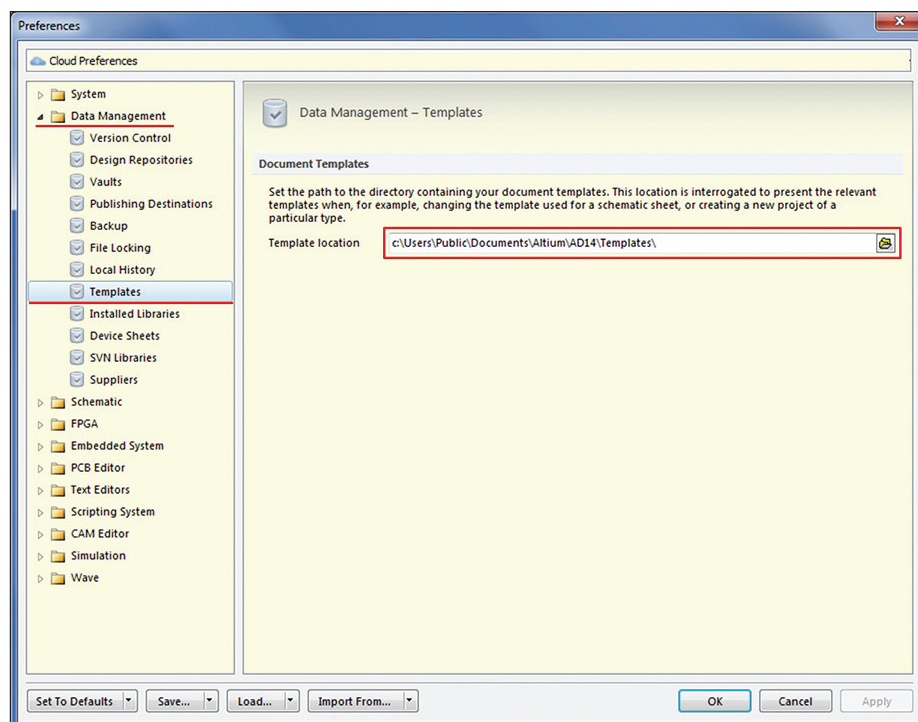 Preferences
Cloud Preferences
System
Data Management
Version Control
Design Repositories
Vaults
Publishing Destinations
Backup
File Locking
Local History
Templates
Installed Libraries
Device Sheets
SVN Libraries
Suppliers
Schematic
FPGA
Embedded System
PCB Editor
Text Editors
Scripting System
CAM Editor
Simulation
Wave
Data Management – Templates
Document Templates
Set the path to the directory containing your document templates. This location is interrogated to present the relevant
templates when, for example, changing the template used for a schematic sheet, or creating a new project of a
particular type.
Template location c:\Users\Public\Documents\Altium\AD14\Templates\
Set To Defaults Save... Load... Import From... OK Cancel Apply